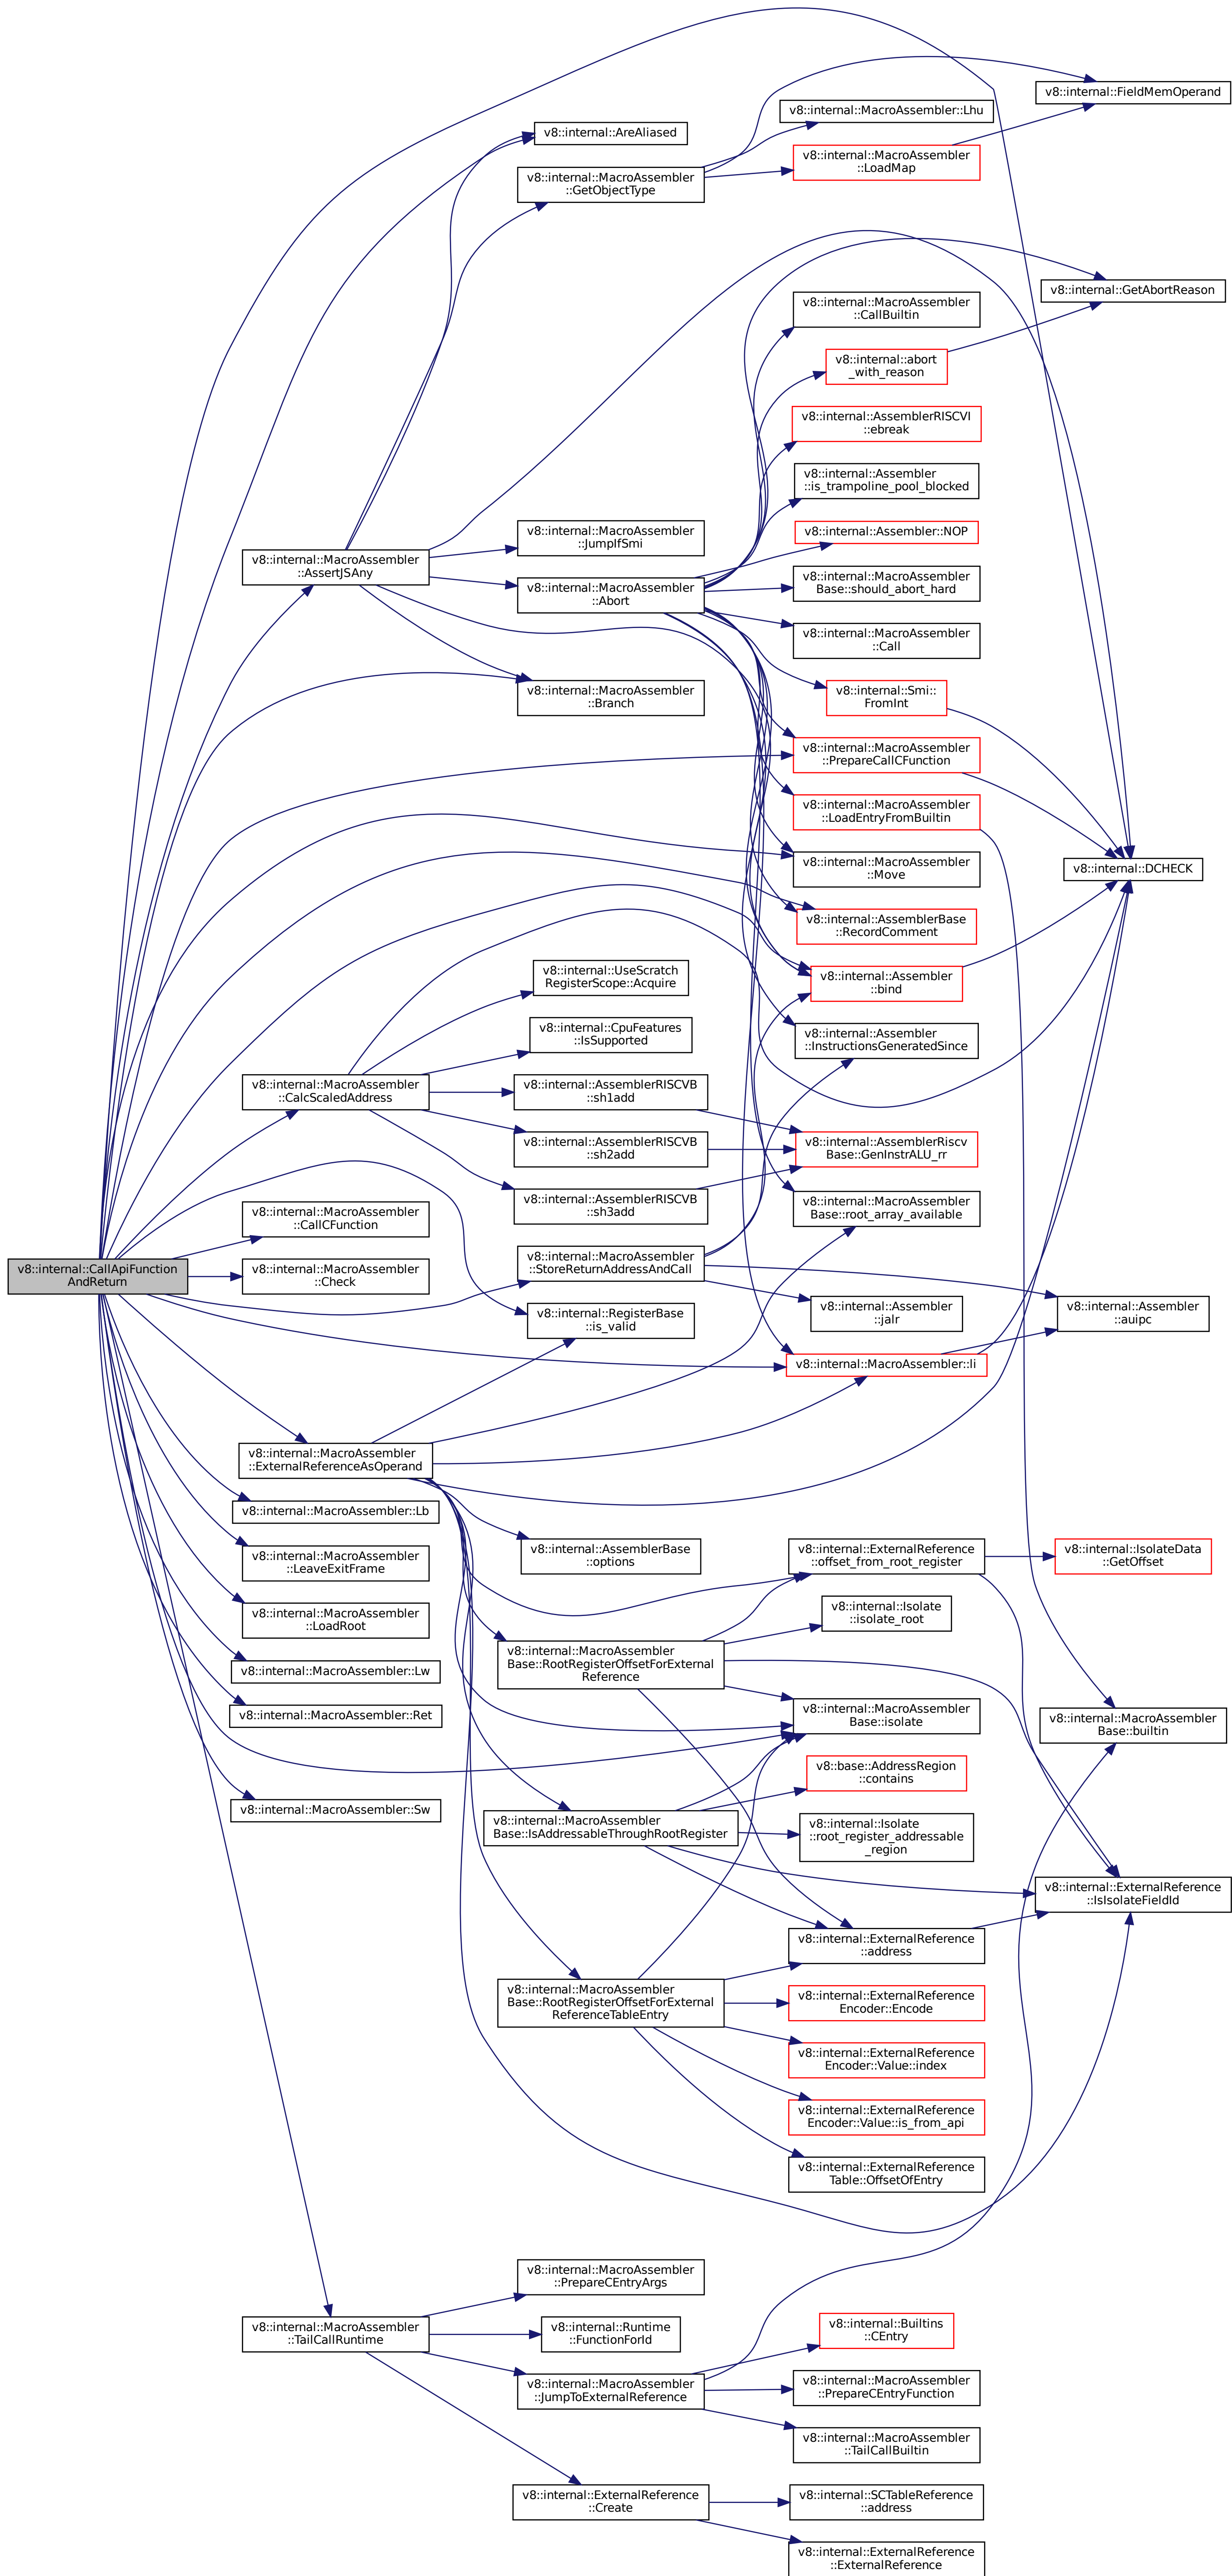 v8::internal::CallApiFunction
AndReturn
v8::internal::AreAliased
v8::internal::MacroAssembler
::AssertJSAny
v8::internal::MacroAssembler
::Branch
v8::internal::MacroAssembler
::CalcScaledAddress
v8::internal::MacroAssembler
::CallCFunction
v8::internal::MacroAssembler
::Check
v8::internal::MacroAssembler
::ExternalReferenceAsOperand
v8::internal::MacroAssembler::Lb
v8::internal::MacroAssembler
::LeaveExitFrame
v8::internal::MacroAssembler
::LoadRoot
v8::internal::MacroAssembler::Lw
v8::internal::MacroAssembler::Ret
v8::internal::MacroAssembler::Sw
v8::internal::MacroAssembler
::TailCallRuntime
v8::internal::MacroAssembler
::GetObjectType
v8::internal::MacroAssembler
::JumpIfSmi
v8::internal::MacroAssembler
::Abort
v8::internal::UseScratch
RegisterScope::Acquire
v8::internal::CpuFeatures
::IsSupported
v8::internal::AssemblerRISCVB
::sh1add
v8::internal::AssemblerRISCVB
::sh2add
v8::internal::AssemblerRISCVB
::sh3add
v8::internal::MacroAssembler
::StoreReturnAddressAndCall
v8::internal::RegisterBase
::is_valid
v8::internal::AssemblerBase
::options
v8::internal::MacroAssembler
Base::RootRegisterOffsetForExternal
Reference
v8::internal::MacroAssembler
Base::IsAddressableThroughRootRegister
v8::internal::MacroAssembler
Base::RootRegisterOffsetForExternal
ReferenceTableEntry
v8::internal::MacroAssembler
::PrepareCEntryArgs
v8::internal::Runtime
::FunctionForId
v8::internal::MacroAssembler
::JumpToExternalReference
v8::internal::ExternalReference
::Create
v8::internal::MacroAssembler::Lhu
v8::internal::MacroAssembler
::LoadMap
v8::internal::MacroAssembler
::CallBuiltin
v8::internal::abort
_with_reason
v8::internal::AssemblerRISCVI
::ebreak
v8::internal::Assembler
::is_trampoline_pool_blocked
v8::internal::Assembler::NOP
v8::internal::MacroAssembler
Base::should_abort_hard
v8::internal::MacroAssembler
::Call
v8::internal::Smi::
FromInt
v8::internal::MacroAssembler
::PrepareCallCFunction
v8::internal::MacroAssembler
::LoadEntryFromBuiltin
v8::internal::MacroAssembler
::Move
v8::internal::AssemblerBase
::RecordComment
v8::internal::Assembler
::bind
v8::internal::Assembler
::InstructionsGeneratedSince
v8::internal::AssemblerRiscv
Base::GenInstrALU_rr
v8::internal::MacroAssembler
Base::root_array_available
v8::internal::Assembler
::jalr
v8::internal::MacroAssembler::li
v8::internal::ExternalReference
::offset_from_root_register
v8::internal::Isolate
::isolate_root
v8::internal::MacroAssembler
Base::isolate
v8::base::AddressRegion
::contains
v8::internal::Isolate
::root_register_addressable
_region
v8::internal::ExternalReference
::address
v8::internal::ExternalReference
Encoder::Encode
v8::internal::ExternalReference
Encoder::Value::index
v8::internal::ExternalReference
Encoder::Value::is_from_api
v8::internal::ExternalReference
Table::OffsetOfEntry
v8::internal::Builtins
::CEntry
v8::internal::MacroAssembler
::PrepareCEntryFunction
v8::internal::MacroAssembler
::TailCallBuiltin
v8::internal::SCTableReference
::address
v8::internal::ExternalReference
::ExternalReference
v8::internal::FieldMemOperand
v8::internal::GetAbortReason
v8::internal::DCHECK
v8::internal::Assembler
::auipc
v8::internal::IsolateData
::GetOffset
v8::internal::MacroAssembler
Base::builtin
v8::internal::ExternalReference
::IsIsolateFieldId